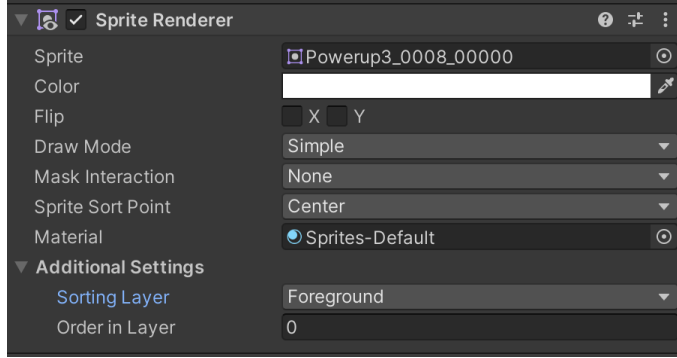 Sprite Renderer
Sprite Powerup3_0008_00000
Color
Flip X Y
Draw Mode Simple
Mask Interaction None
Sprite Sort Point Center
Material Sprites-Default
Additional Settings
Sorting Layer Foreground
Order in Layer 0